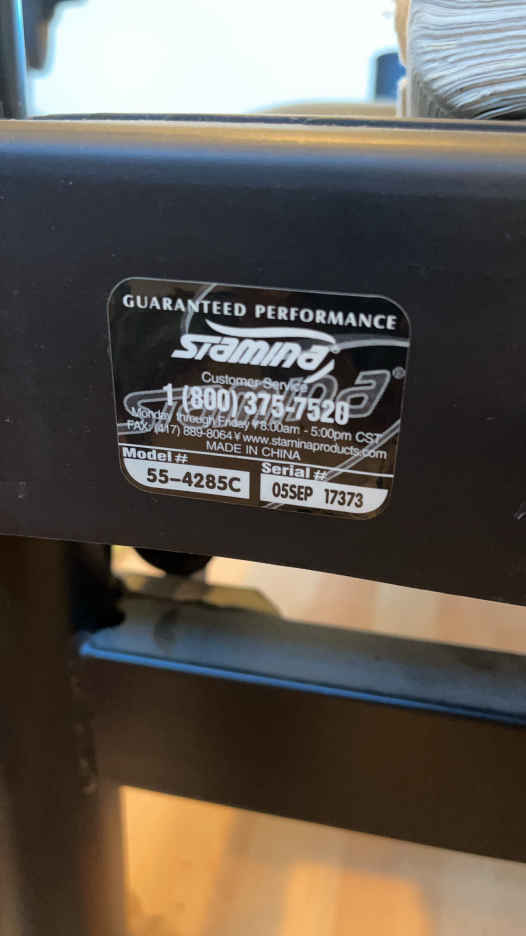 GUARANTEED PERFORMANCE
Stamina
Customer Service
1 (800) 375-7520
Monday through Friday 8:00am - 5:00pm CST
FAX: (417) 889-8064 www.staminaproducts.com
MADE IN CHINA
Model #
55-4285C
Serial #
05SEP 17373